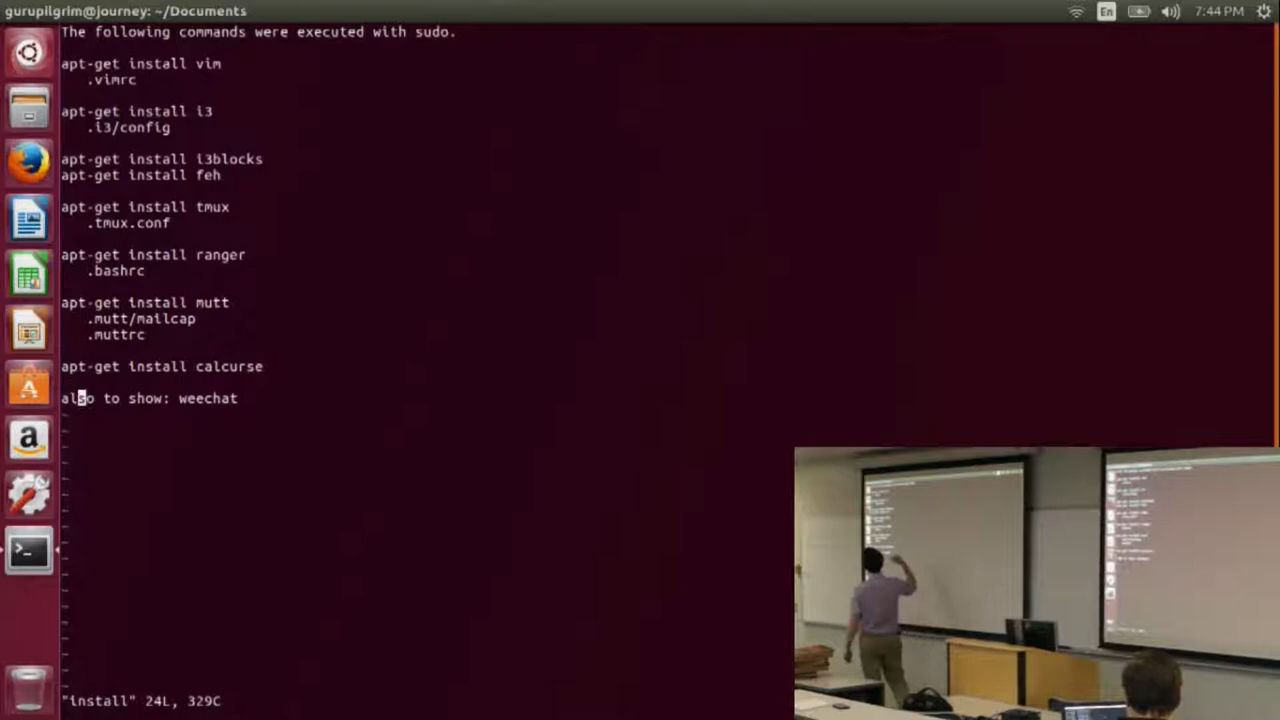 gurupilgrim@journey: ~/Documents
En
7:44 PM
The following commands were executed with sudo.
apt-get install vim
.vimrc
apt-get install i3
.i3/config
apt-get install i3blocks
apt-get install feh
apt-get install tmux
.tmux.conf
apt-get install ranger
.bashrc
apt-get install mutt
.mutt/mailcap
.muttrc
apt-get install calcurse
also to show: weechat
"install" 24L, 329C